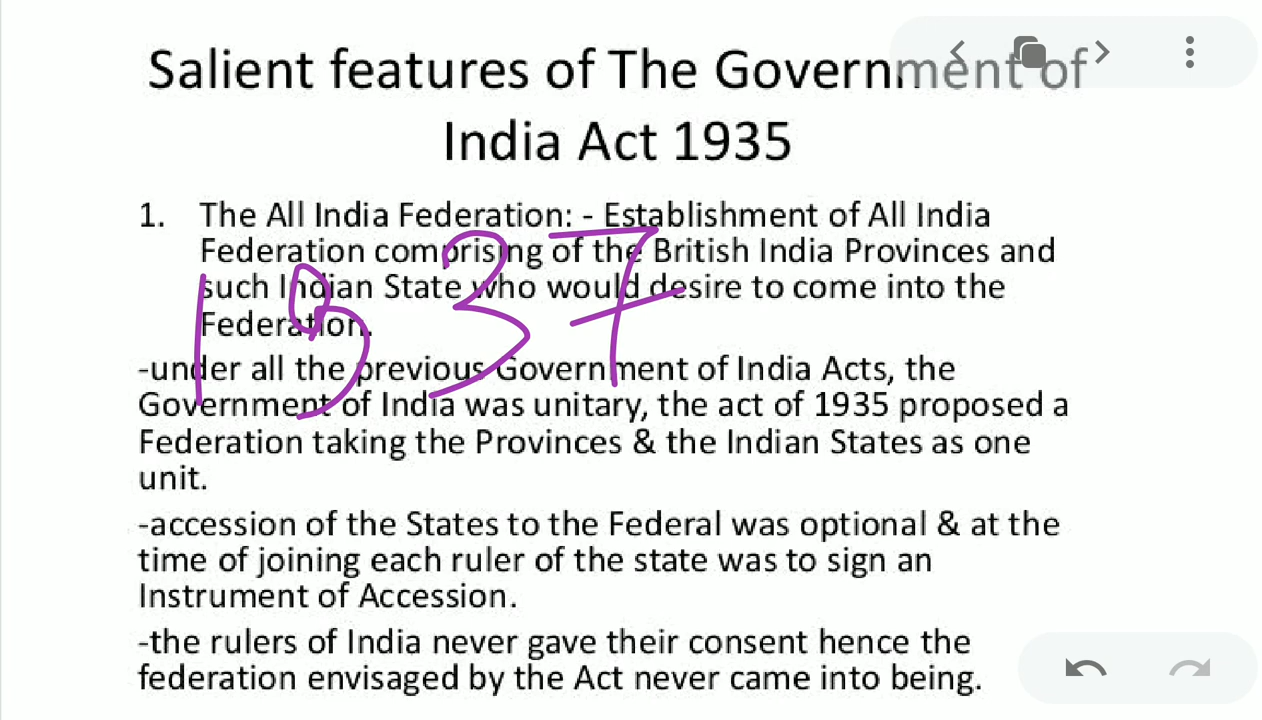 Salient features of The Government of
India Act 1935
1. The All India Federation: - Establishment of All India
Federation comprising of the British India Provinces and
such Indian State who would desire to come into the
Federation.
1937
-under all the previous Government of India Acts, the
Government of India was unitary, the act of 1935 proposed a
Federation taking the Provinces & the Indian States as one
unit.
-accession of the States to the Federal was optional & at the
time of joining each ruler of the state was to sign an
Instrument of Accession.
-the rulers of India never gave their consent hence the
federation envisaged by the Act never came into being.